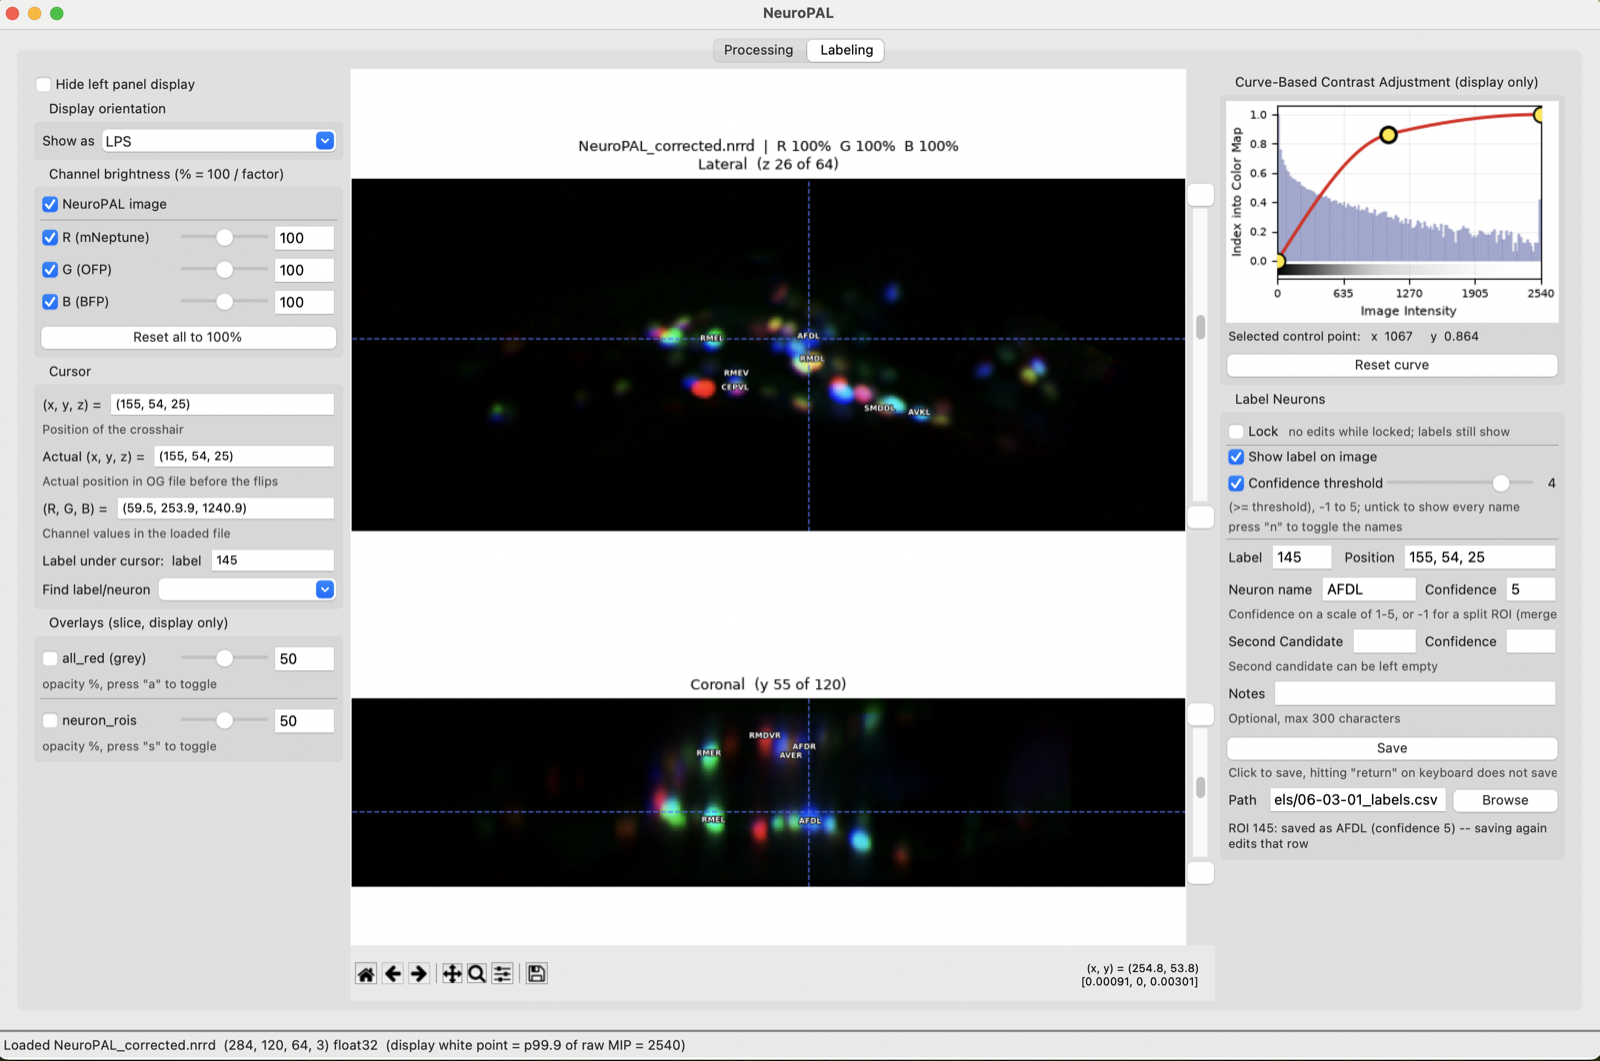 NeuroPAL
Processing
Labeling
Hide left panel display
Display orientation
Show as LPS
Channel brightness (% = 100 / factor)
NeuroPAL image
R (mNeptune) 100
G (OFP) 100
B (BFP) 100
Reset all to 100%
Cursor
(x, y, z) = (155, 54, 25)
Position of the crosshair
Actual (x, y, z) = (155, 54, 25)
Actual position in OG file before the flips
(R, G, B) = (59.5, 253.9, 1240.9)
Channel values in the loaded file
Label under cursor: label 145
Find label/neuron
Overlays (slice, display only)
all_red (grey) 50
opacity %, press "a" to toggle
neuron_rois 50
opacity %, press "s" to toggle
NeuroPAL_corrected.nrrd | R 100% G 100% B 100%
Lateral (z 26 of 64)
RMEL
AFDL
RMDL
RMEV
CEPVL
SMDDL
AVKL
Coronal (y 55 of 120)
RMDVR
RMER
AFDR
AVER
RMEL
AFDL
(x, y) = (254.8, 53.8)
[0.00091, 0, 0.00301]
Curve-Based Contrast Adjustment (display only)
Index into Color Map
1.0
0.8
0.6
0.4
0.2
0.0
0 635 1270 1905 2540
Image Intensity
Selected control point: x 1067 y 0.864
Reset curve
Label Neurons
Lock no edits while locked; labels still show
Show label on image
Confidence threshold 4
(>= threshold), -1 to 5; untick to show every name
press "n" to toggle the names
Label 145 Position 155, 54, 25
Neuron name AFDL Confidence 5
Confidence on a scale of 1-5, or -1 for a split ROI (merge
Second Candidate Confidence
Second candidate can be left empty
Notes
Optional, max 300 characters
Save
Click to save, hitting "return" on keyboard does not save
Path els/06-03-01_labels.csv Browse
ROI 145: saved as AFDL (confidence 5) -- saving again
edits that row
Loaded NeuroPAL_corrected.nrrd (284, 120, 64, 3) float32 (display white point = p99.9 of raw MIP = 2540)